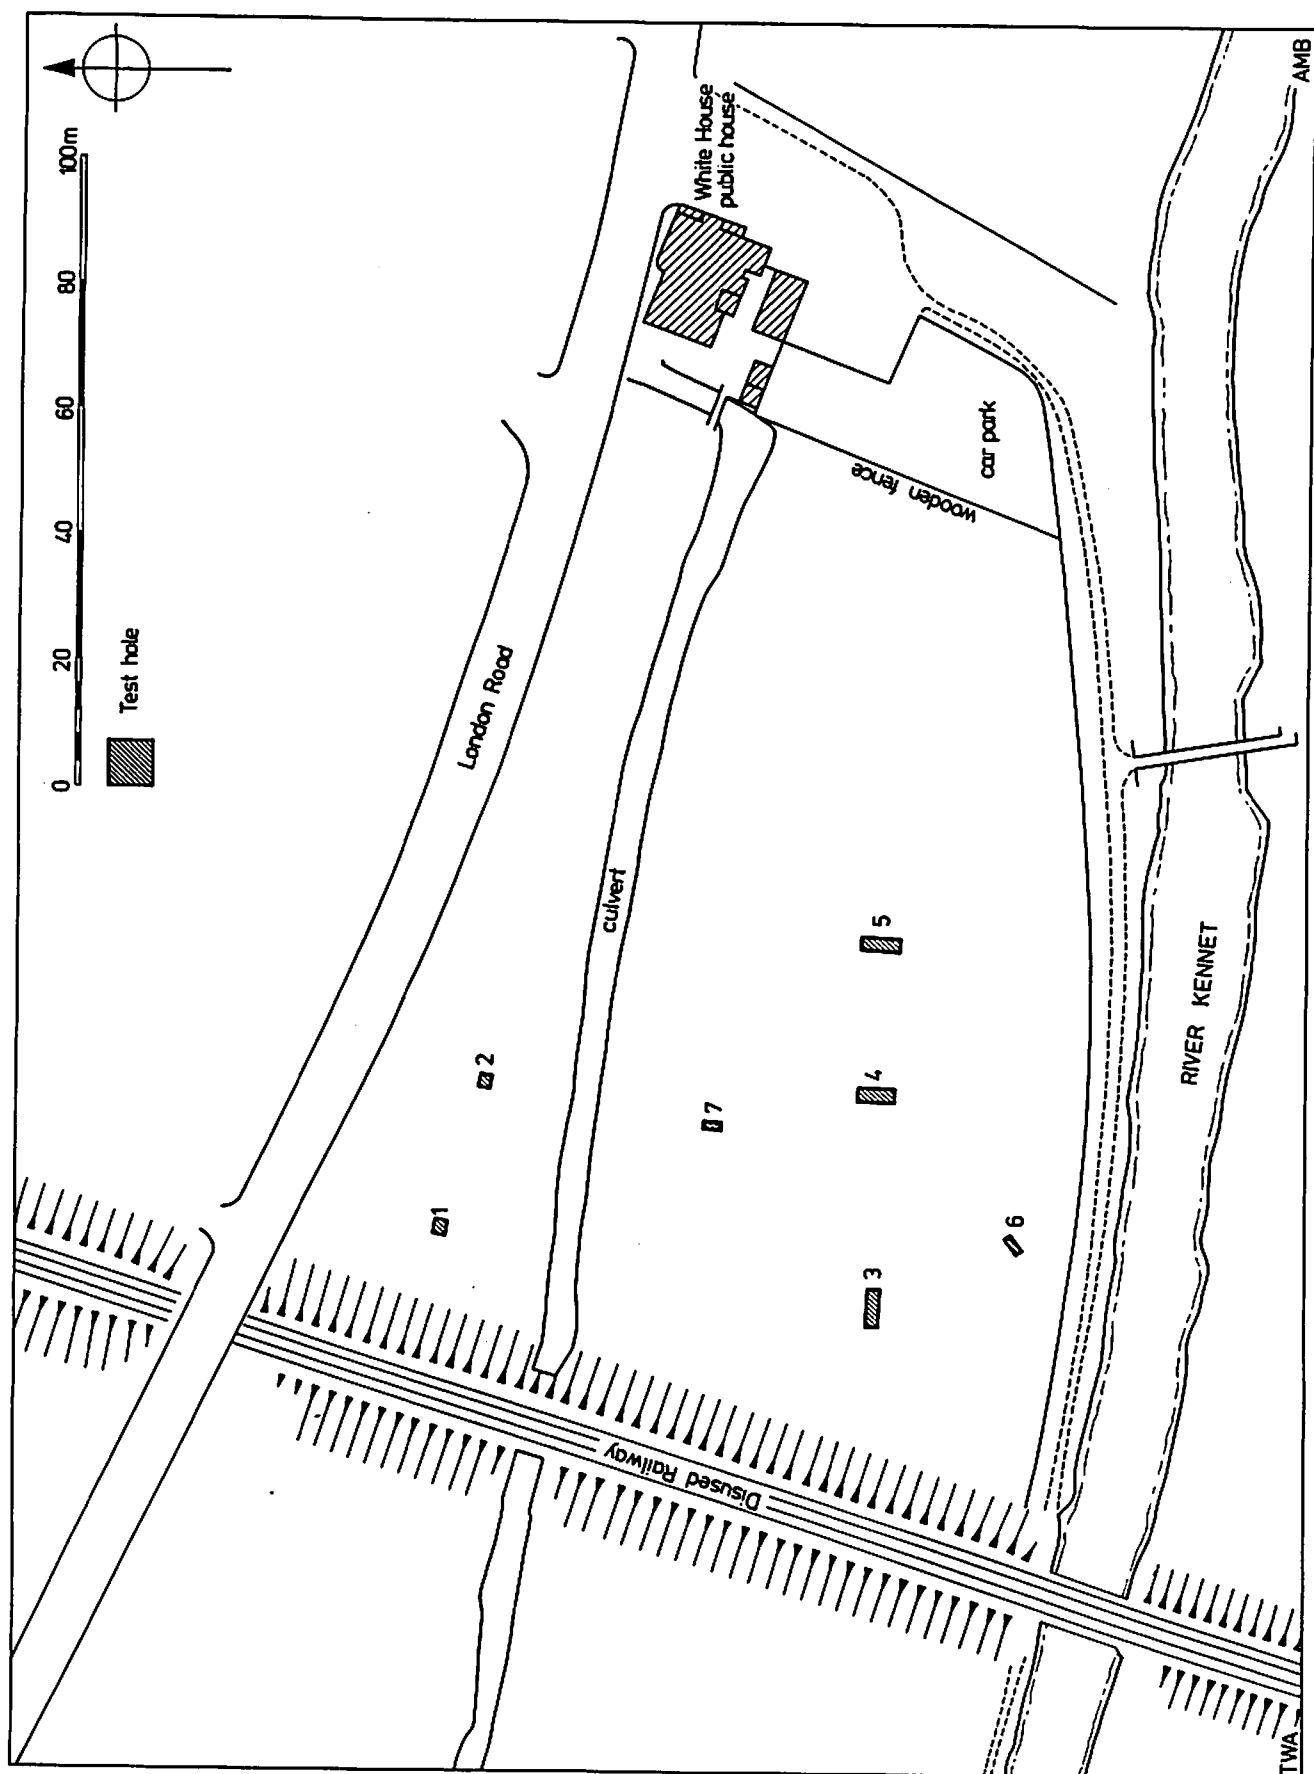 0
20
40
60
80
100m
Test hole
London Road
White House
public house
culvert
wooden fence
car park
1
2
7
3
4
5
6
Disused Railway
RIVER KENNET
TWA
AMB